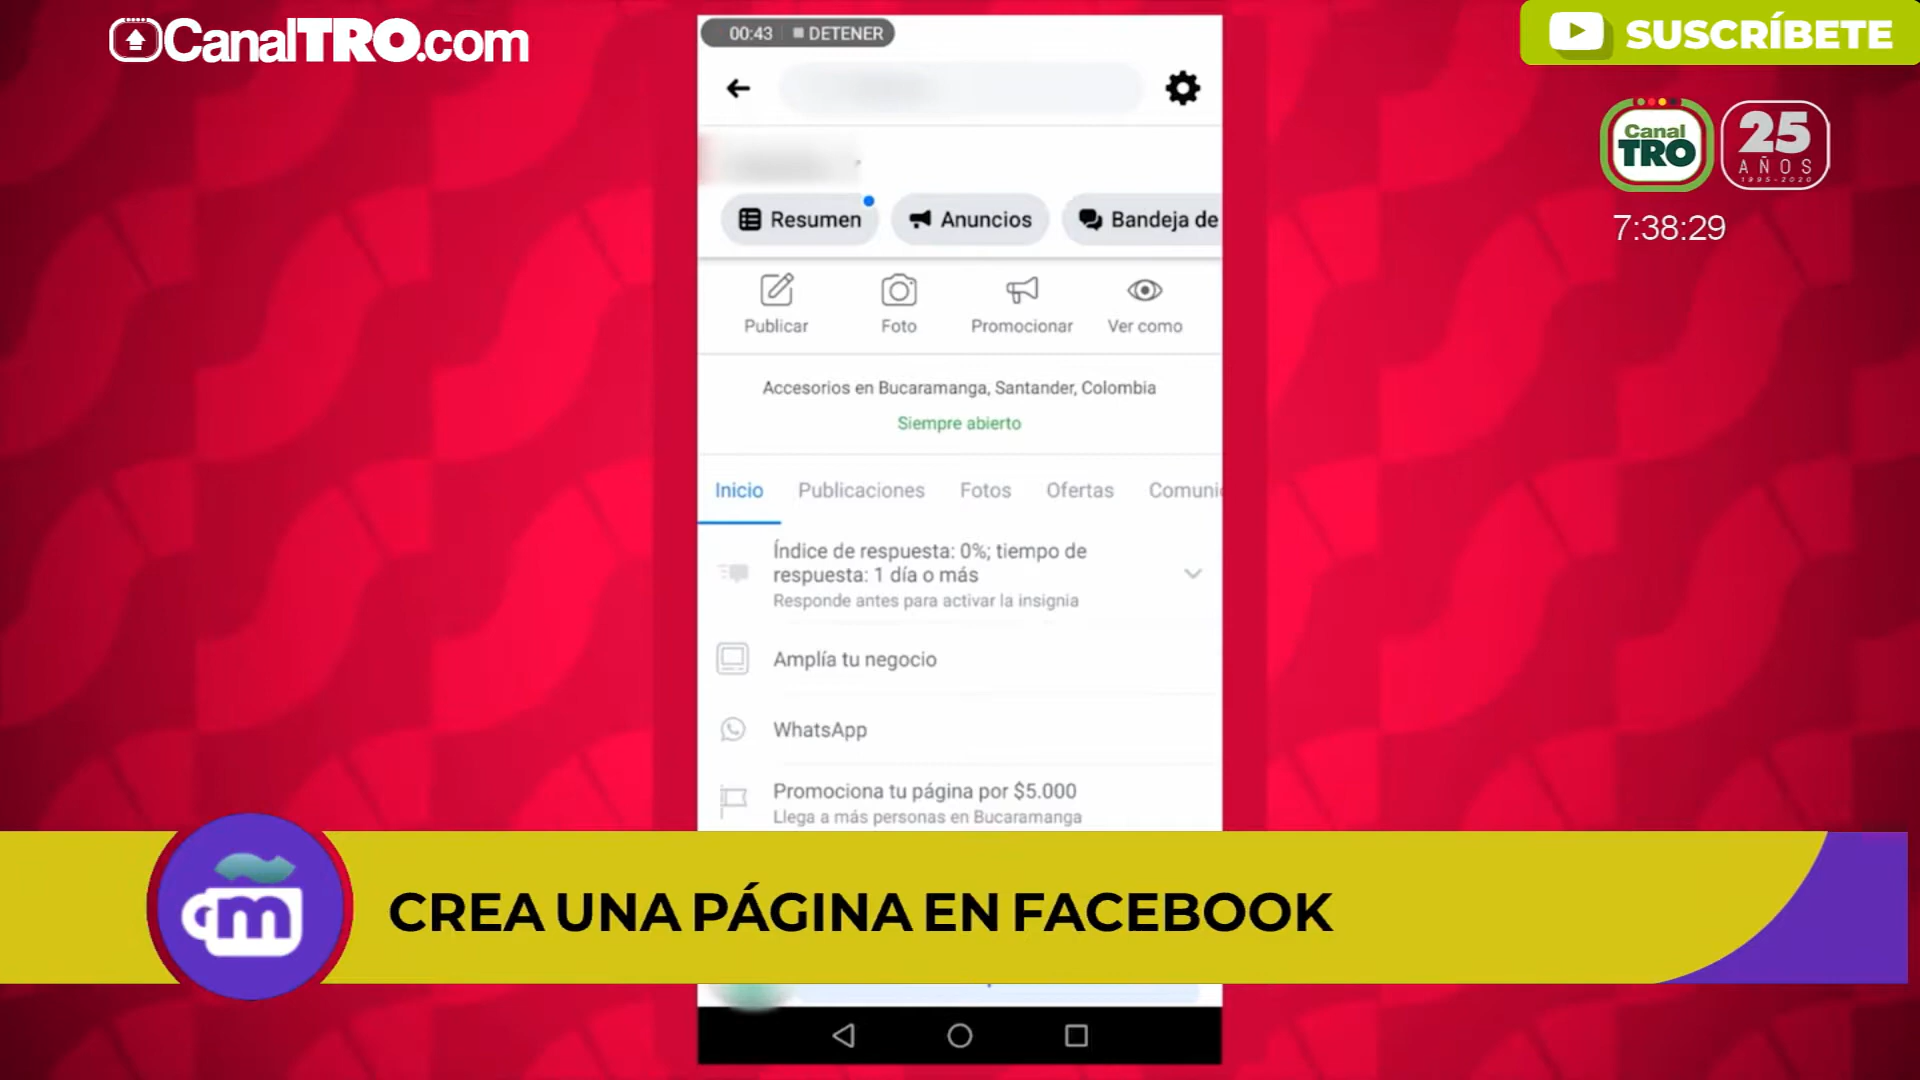 CanalTRO.com
SUSCRÍBETE
Canal
TRO
25
AÑOS
1995-2020
7:38:29
00:43 DETENER
Resumen Anuncios Bandeja de
Publicar Foto Promocionar Ver como
Accesorios en Bucaramanga, Santander, Colombia
Siempre abierto
Inicio Publicaciones Fotos Ofertas Comuni
Índice de respuesta: 0%; tiempo de
respuesta: 1 día o más
Responde antes para activar la insignia
Amplía tu negocio
WhatsApp
Promociona tu página por $5.000
Llega a más personas en Bucaramanga
m
CREA UNA PÁGINA EN FACEBOOK